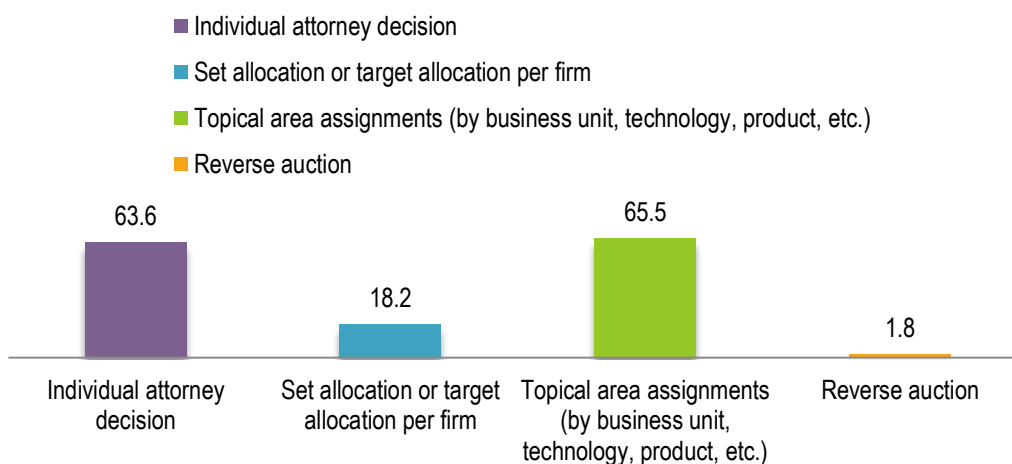 Individual attorney decision
Set allocation or target allocation per firm
Topical area assignments (by business unit, technology, product, etc.)
Reverse auction
63.6
18.2
65.5
1.8
Individual attorney
decision
Set allocation or target
allocation per firm
Topical area assignments
(by business unit,
technology, product, etc.)
Reverse auction